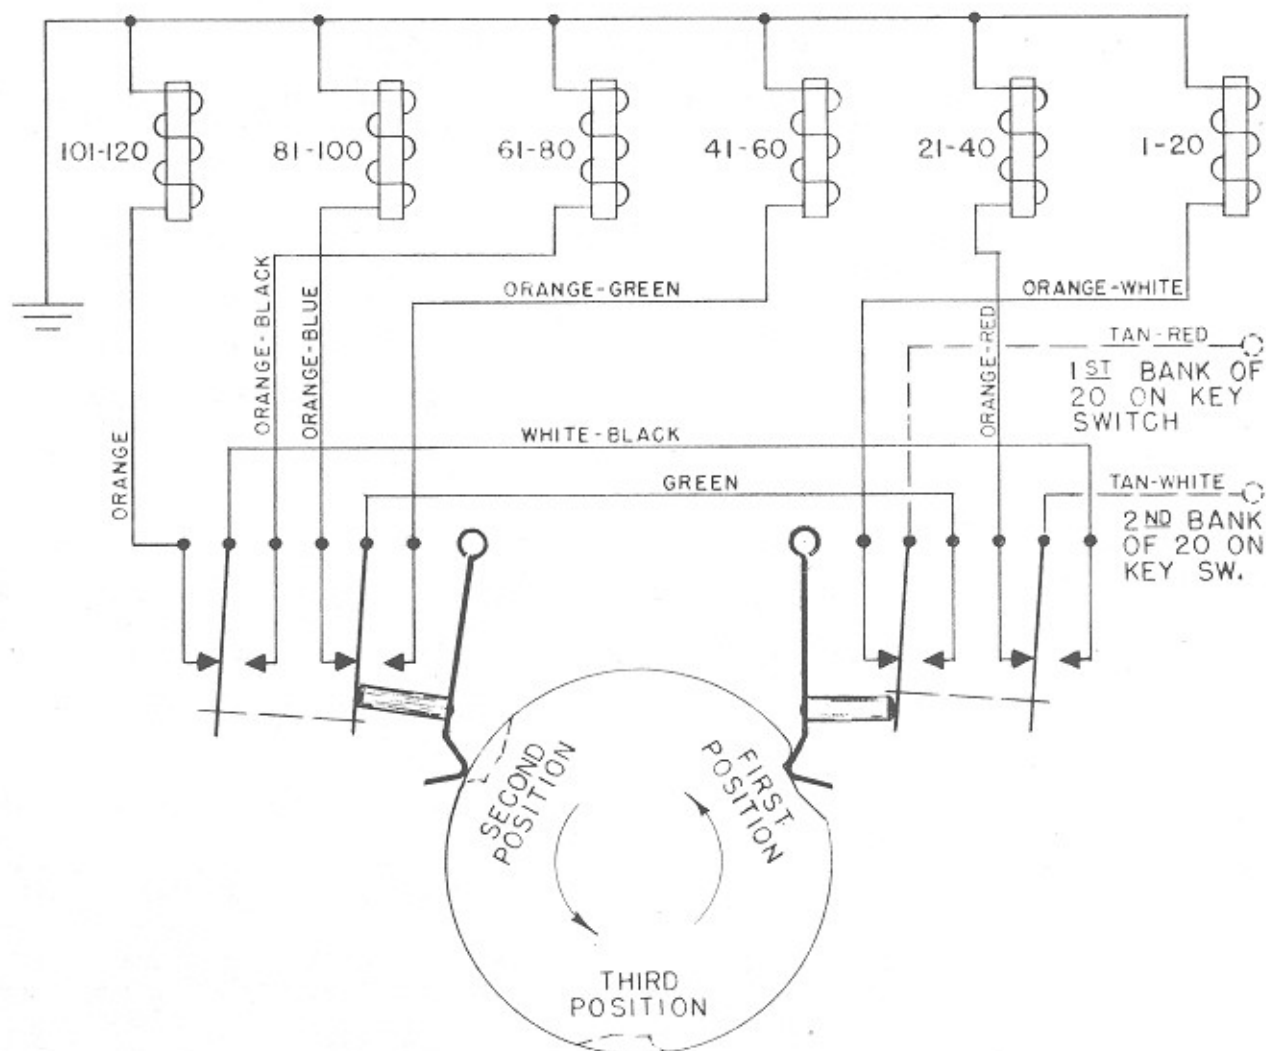 101-120
81-100
61-80
41-60
21-40
1-20
ORANGE-BLACK
ORANGE-BLUE
ORANGE-GREEN
ORANGE-WHITE
ORANGE-RED
TAN-RED
1ST BANK OF
20 ON KEY
SWITCH
ORANGE
WHITE-BLACK
GREEN
TAN-WHITE
2ND BANK
OF 20 ON
KEY SW.
SECOND
POSITION
FIRST
POSITION
THIRD
POSITION